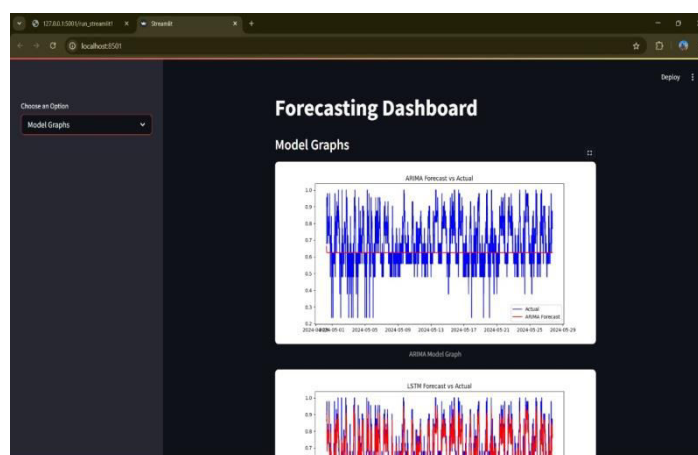 127.0.0.1:5001/run_streamlit
Streamlit
localhost:8501
Deploy
Choose an Option
Model Graphs
Forecasting Dashboard
Model Graphs
ARIMA Forecast vs Actual
1.0
0.9
0.8
0.7
0.6
0.5
0.4
0.3
0.2
Actual
ARIMA Forecast
2024-05-01 2024-05-05 2024-05-09 2024-05-13 2024-05-17 2024-05-21 2024-05-25 2024-05-29
ARIMA Model Graph
LSTM Forecast vs Actual
1.0
0.9
0.8
0.7